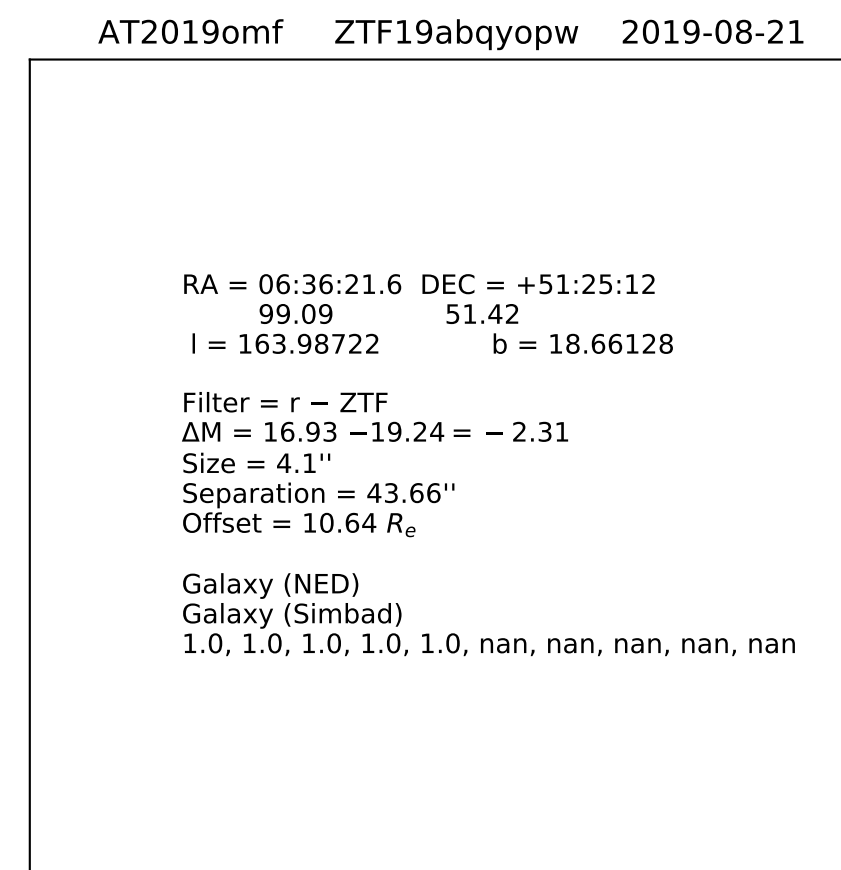 AT2019omf ZTF19abqyopw 2019-08-21
RA = 06:36:21.6 DEC = +51:25:12
99.09 51.42
l = 163.98722 b = 18.66128
Filter = r − ZTF
ΔM = 16.93 −19.24 = − 2.31
Size = 4.1''
Separation = 43.66''
Offset = 10.64 Rₑ
Galaxy (NED)
Galaxy (Simbad)
1.0, 1.0, 1.0, 1.0, 1.0, nan, nan, nan, nan, nan